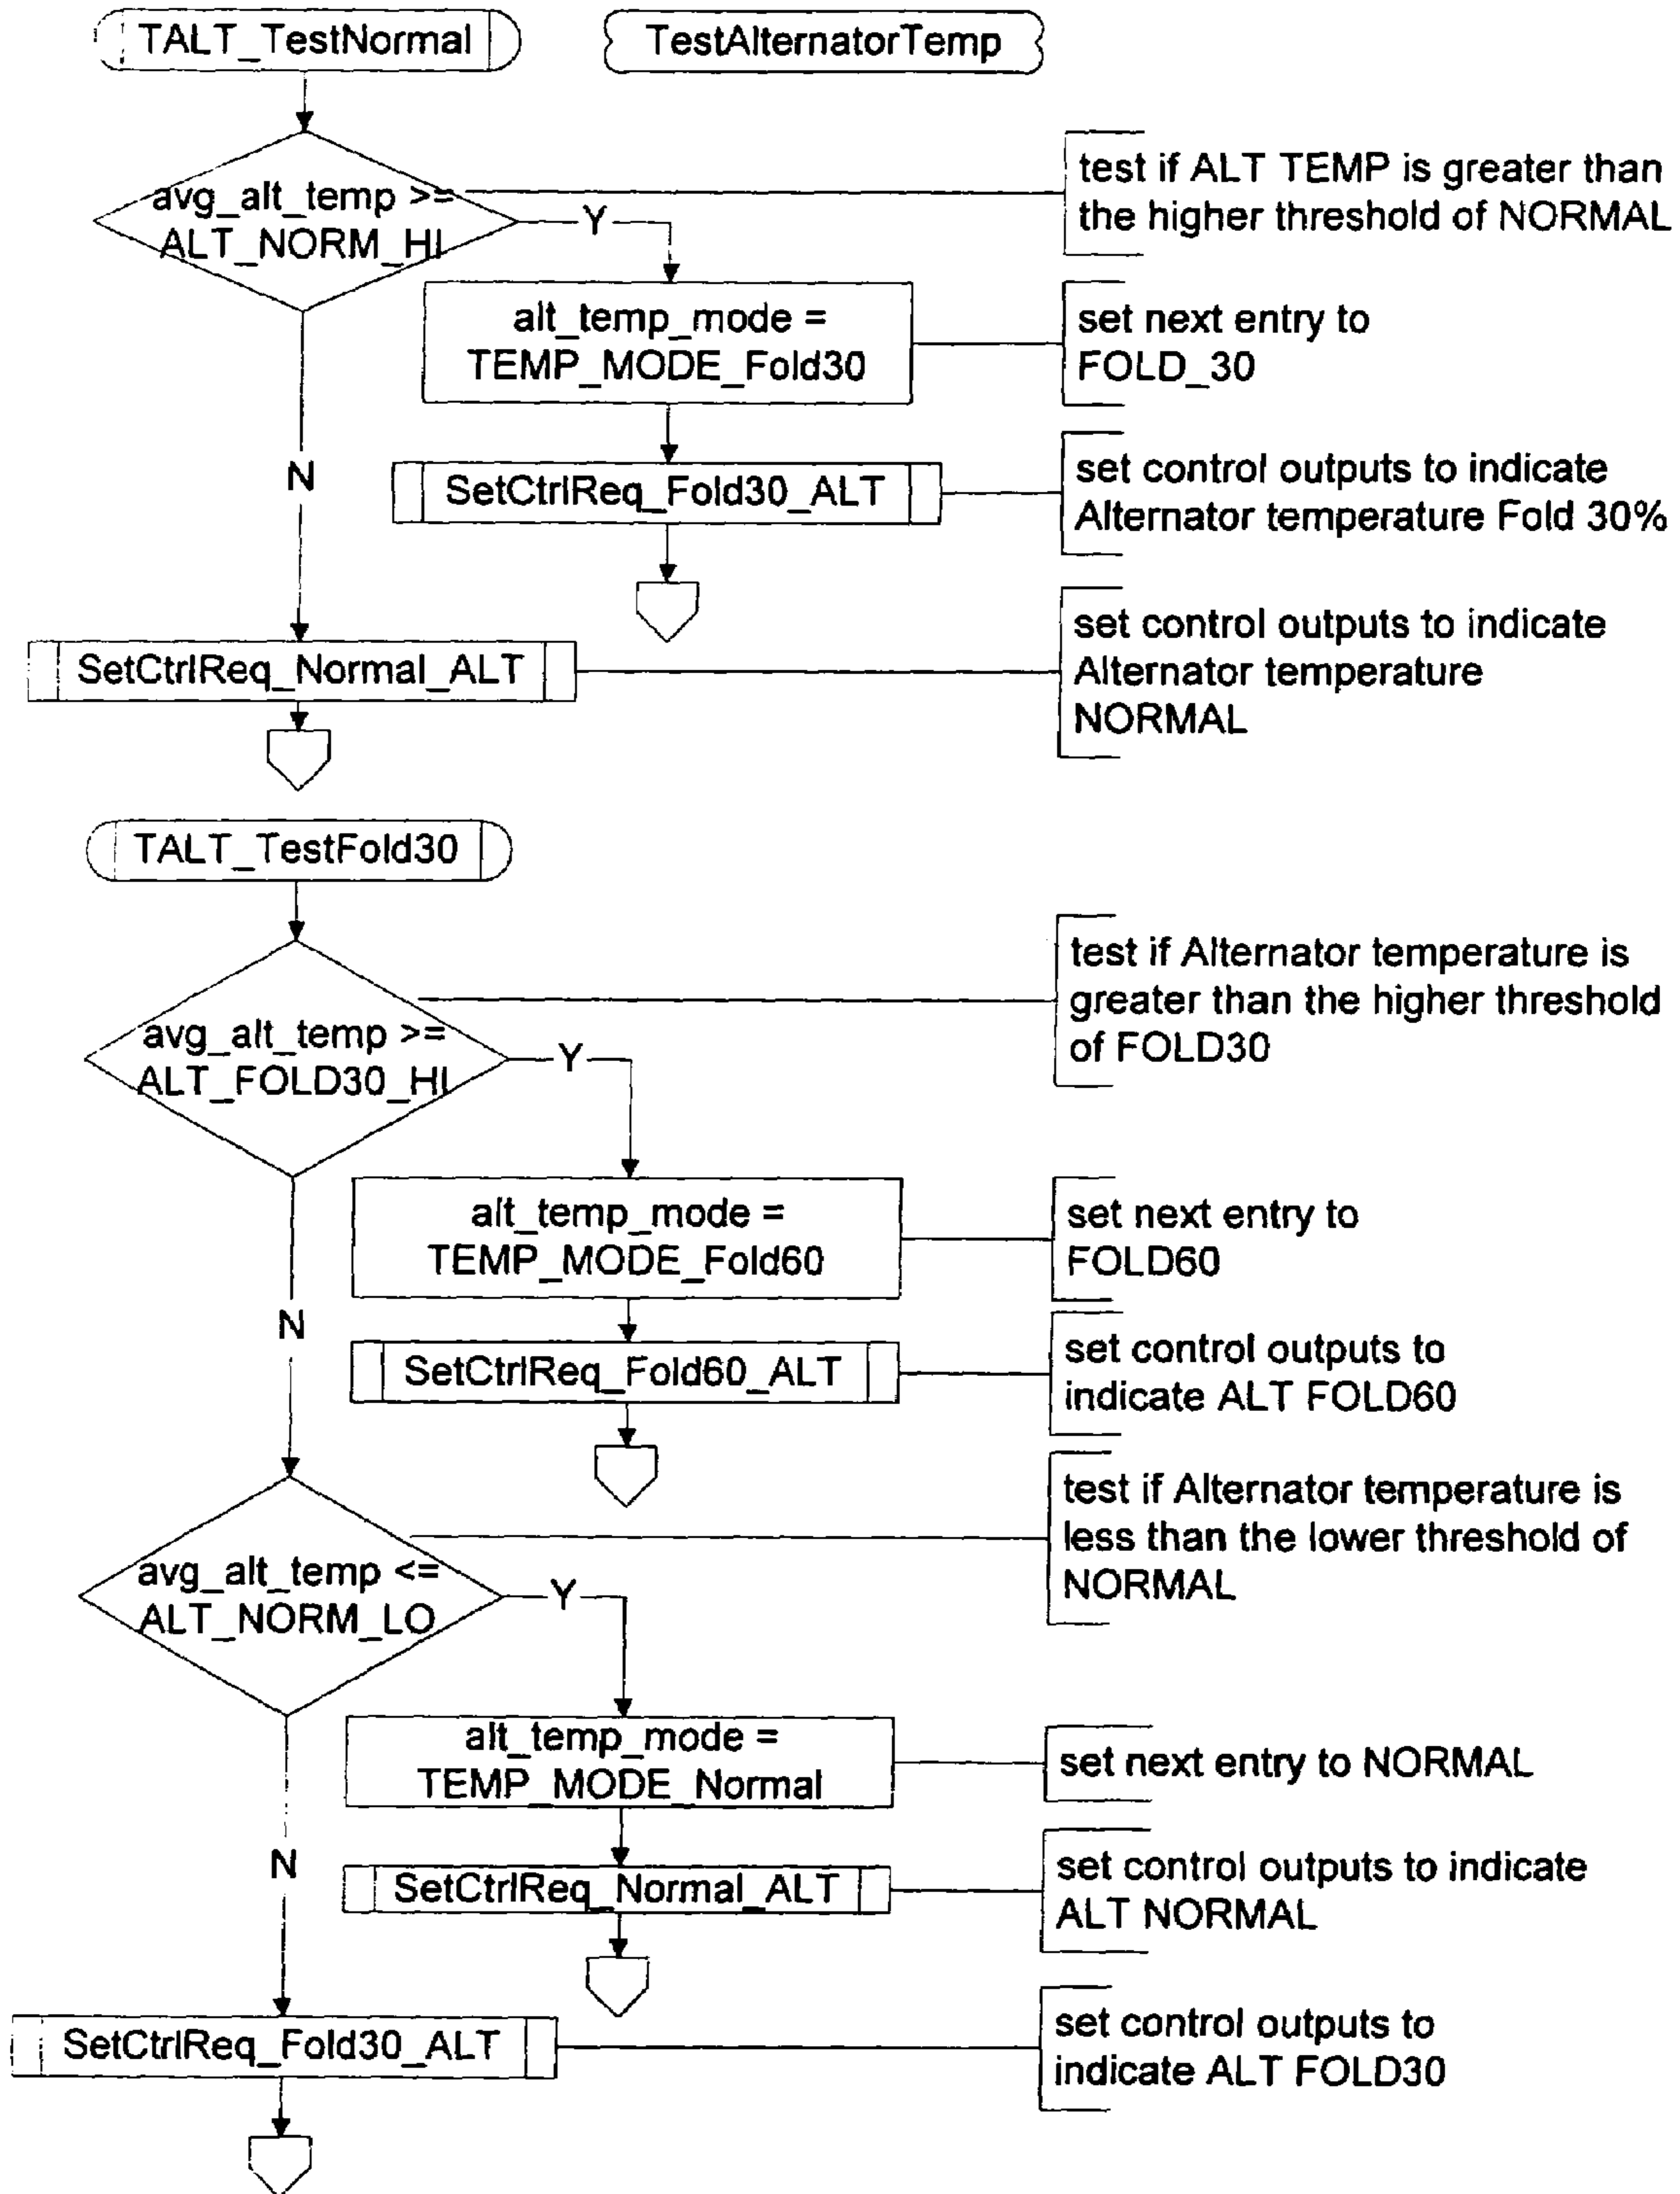 TALT_TestNormal
TestAlternatorTemp
avg_alt_temp >=
ALT_NORM_HI
Y
test if ALT TEMP is greater than
the higher threshold of NORMAL
alt_temp_mode =
TEMP_MODE_Fold30
set next entry to
FOLD_30
N
SetCtrlReq_Fold30_ALT
set control outputs to indicate
Alternator temperature Fold 30%
SetCtrlReq_Normal_ALT
set control outputs to indicate
Alternator temperature
NORMAL
TALT_TestFold30
avg_alt_temp >=
ALT_FOLD30_HI
Y
test if Alternator temperature is
greater than the higher threshold
of FOLD30
alt_temp_mode =
TEMP_MODE_Fold60
set next entry to
FOLD60
N
SetCtrlReq_Fold60_ALT
set control outputs to
indicate ALT FOLD60
avg_alt_temp <=
ALT_NORM_LO
Y
test if Alternator temperature is
less than the lower threshold of
NORMAL
alt_temp_mode =
TEMP_MODE_Normal
set next entry to NORMAL
N
SetCtrlReq_Normal_ALT
set control outputs to indicate
ALT NORMAL
SetCtrlReq_Fold30_ALT
set control outputs to
indicate ALT FOLD30